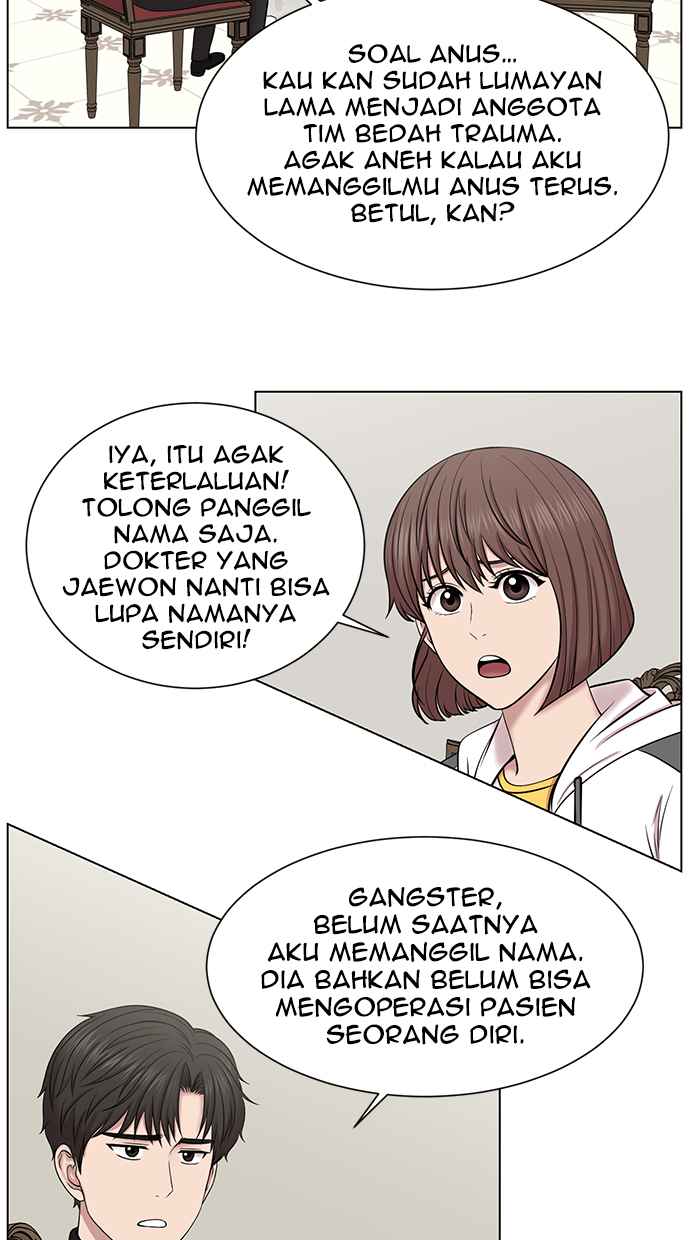 SOAL ANUS...
KAU KAN SUDAH LUMAYAN
LAMA MENJADI ANGGOTA
TIM BEDAH TRAUMA.
AGAK ANEH KALAU AKU
MEMANGGILMU ANUS TERUS.
BETUL, KAN?
IYA, ITU AGAK
KETERLALUAN!
TOLONG PANGGIL
NAMA SAJA.
DOKTER YANG
JAEWON NANTI BISA
LUPA NAMANYA
SENDIRI!
GANGSTER,
BELUM SAATNYA
AKU MEMANGGIL NAMA.
DIA BAHKAN BELUM BISA
MENGOPERASI PASIEN
SEORANG DIRI.